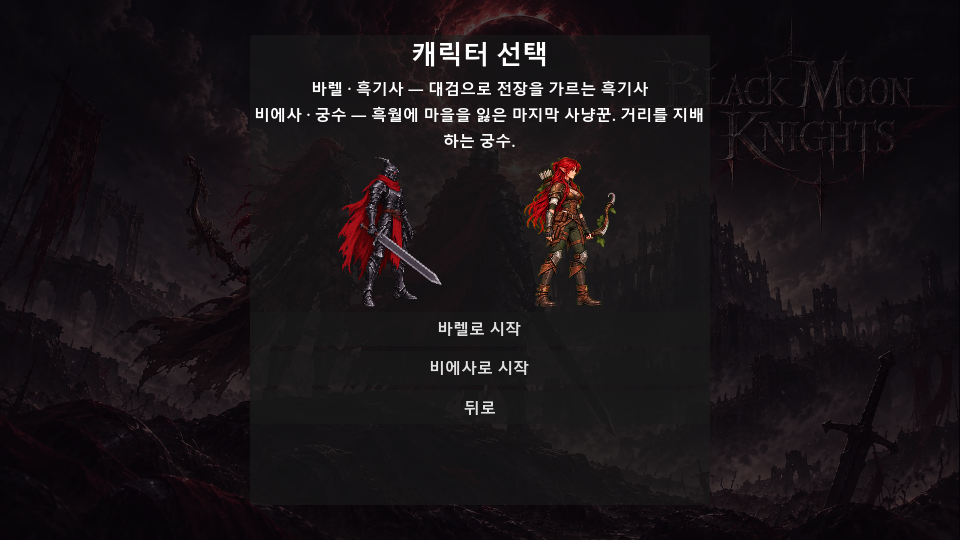 캐릭터 선택
바렐 · 흑기사 — 대검으로 전장을 가르는 흑기사
비에사 · 궁수 — 흑월에 마을을 잃은 마지막 사냥꾼. 거리를 지배
하는 궁수.
BLACK MOON
KNIGHTS
바렐로 시작
비에사로 시작
뒤로